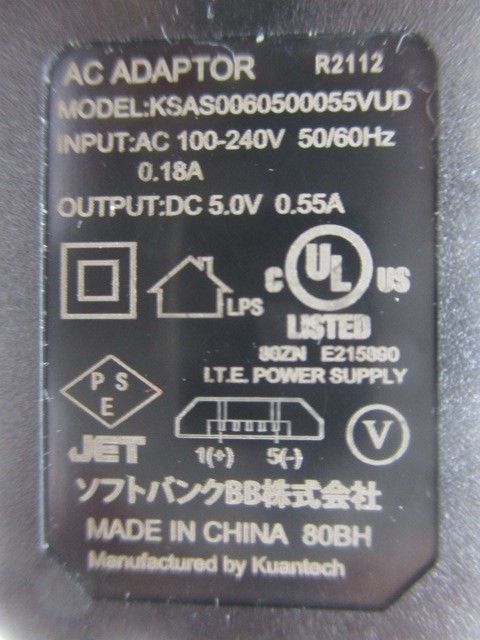 AC ADAPTOR R2112
MODEL:KSAS0060500055VUD
INPUT:AC 100-240V 50/60Hz
0.18A
OUTPUT:DC 5.0V 0.55A
LPS
C UL US
LISTED
80ZN E215890
I.T.E. POWER SUPPLY
P S
E
JET
1(+) 5(-)
V
ソフトバンクBB株式会社
MADE IN CHINA 80BH
Manufactured by Kuantech